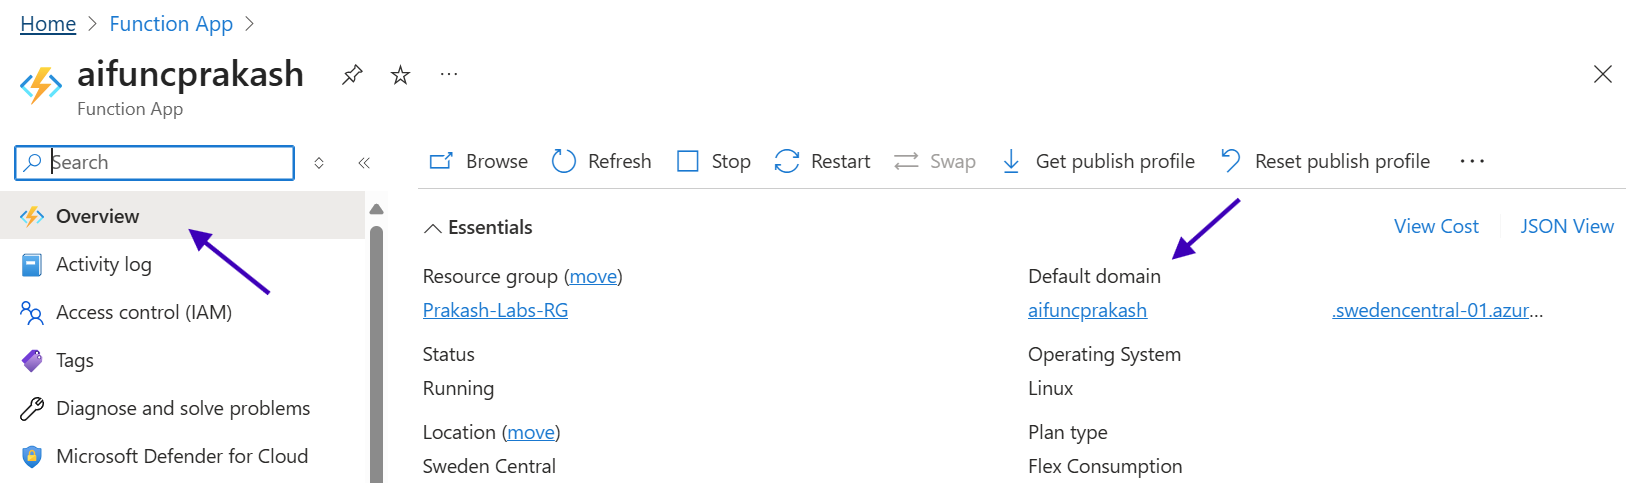 Home > Function App >
aifuncprakash
Function App
Search
Browse Refresh Stop Restart Swap Get publish profile Reset publish profile
Overview
Activity log
Access control (IAM)
Tags
Diagnose and solve problems
Microsoft Defender for Cloud
Essentials
View Cost JSON View
Resource group (move)
Prakash-Labs-RG
Status
Running
Location (move)
Sweden Central
Default domain
aifuncprakash .swedencentral-01.azur...
Operating System
Linux
Plan type
Flex Consumption